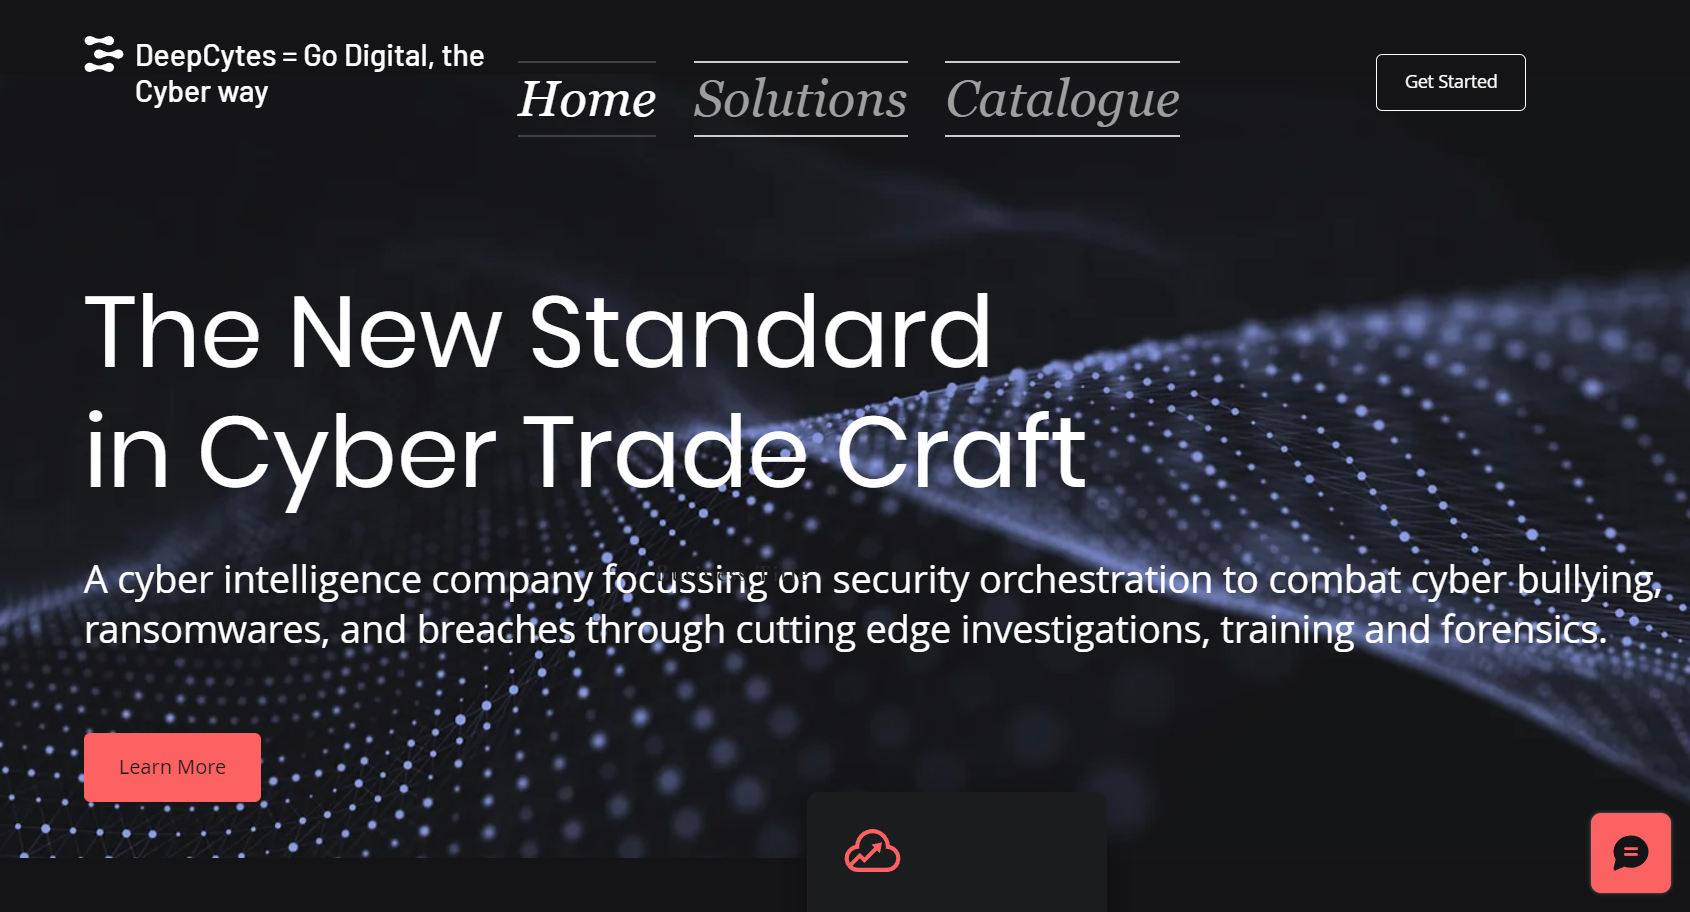 DeepCytes = Go Digital, the
Cyber way
Home
Solutions
Catalogue
Get Started
The New Standard
in Cyber Trade Craft
A cyber intelligence company focussing on security orchestration to combat cyber bullying,
ransomwares, and breaches through cutting edge investigations, training and forensics.
Learn More